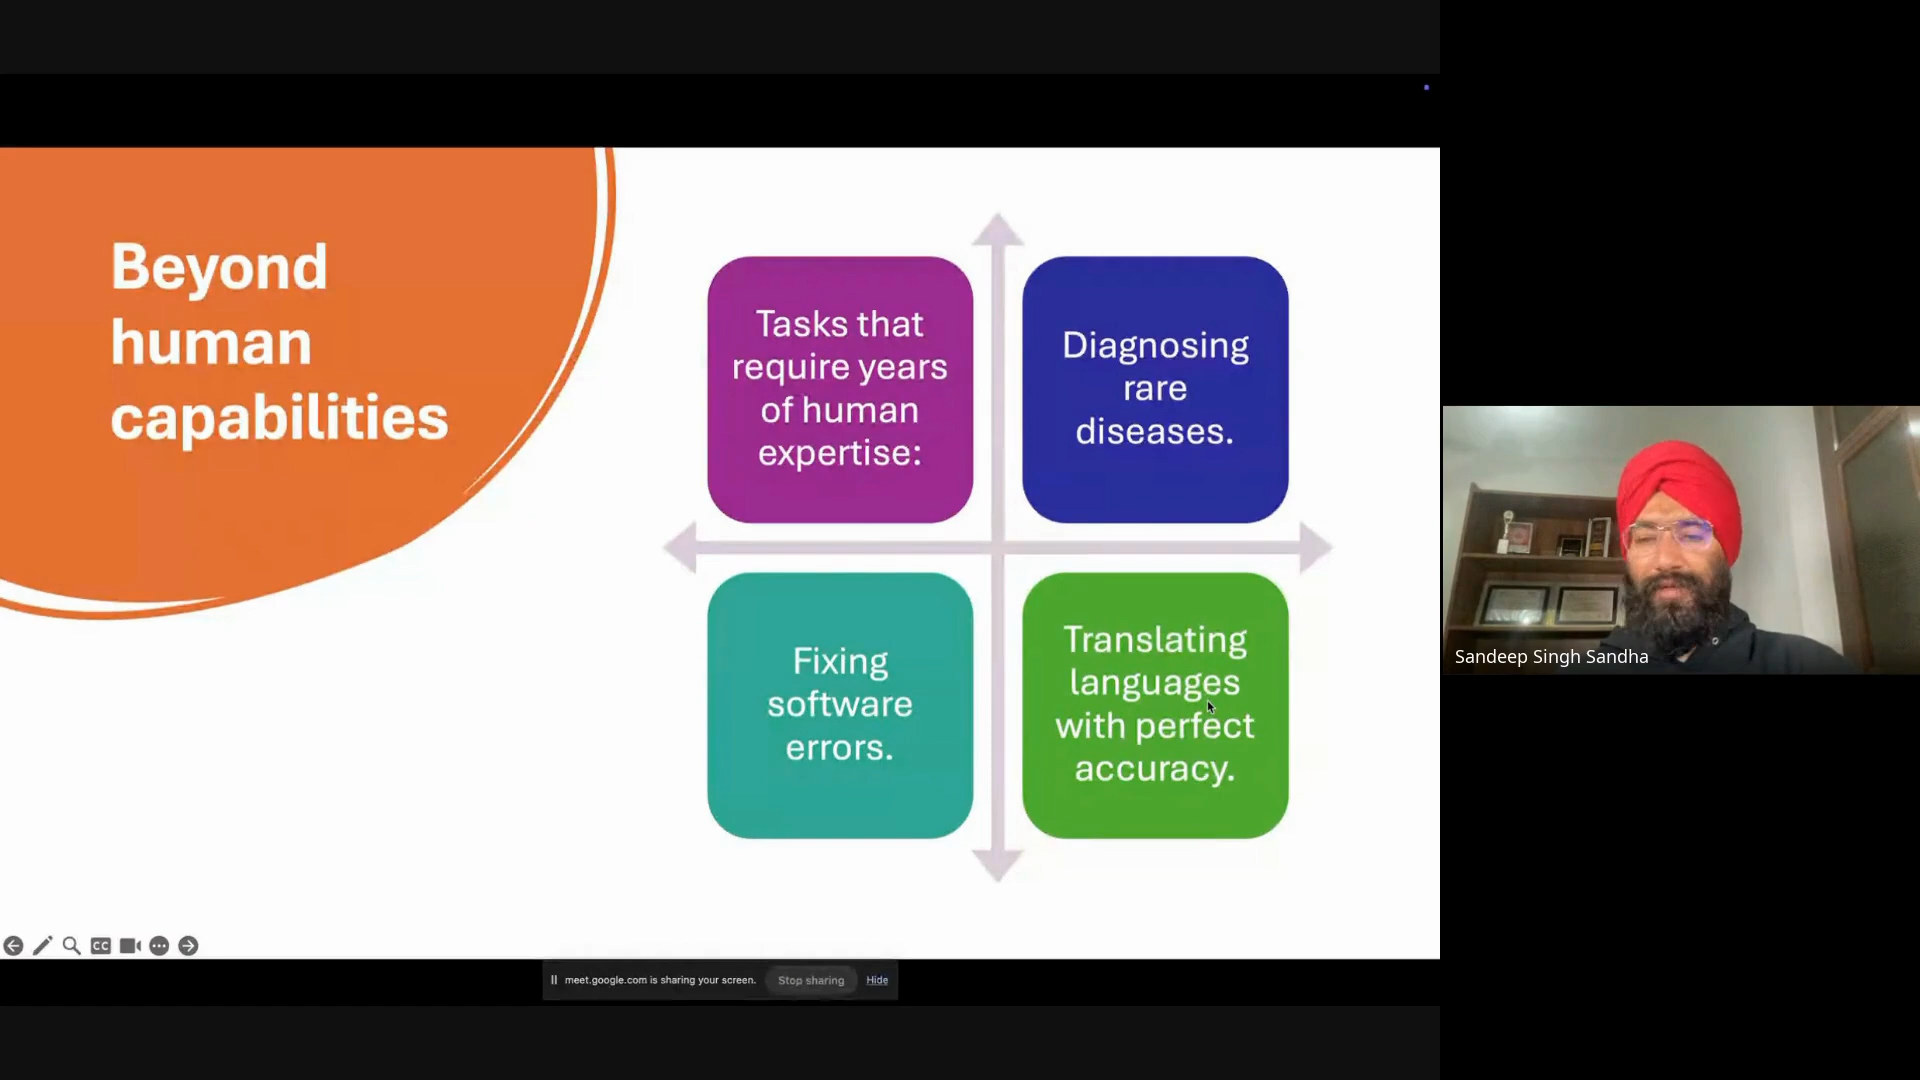 Beyond
human
capabilities
Tasks that
require years
of human
expertise:
Diagnosing
rare
diseases.
Fixing
software
errors.
Translating
languages
with perfect
accuracy.
Sandeep Singh Sandha
CC
meet.google.com is sharing your screen.
Stop sharing
Hide